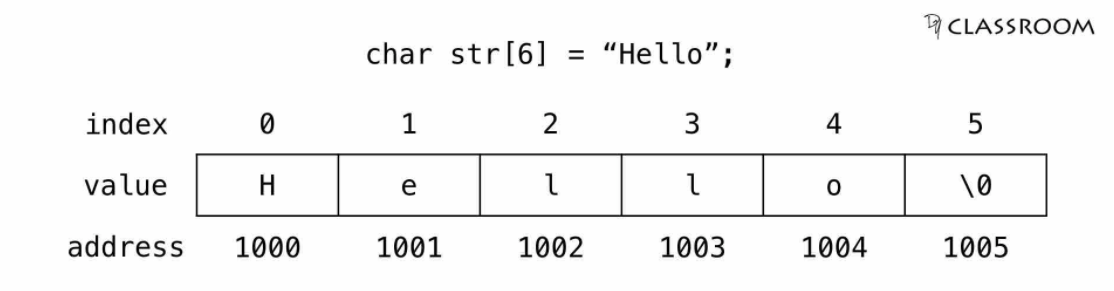 CLASSROOM
char str[6] = “Hello”;
index 0 1 2 3 4 5
value H e l l o \0
address 1000 1001 1002 1003 1004 1005